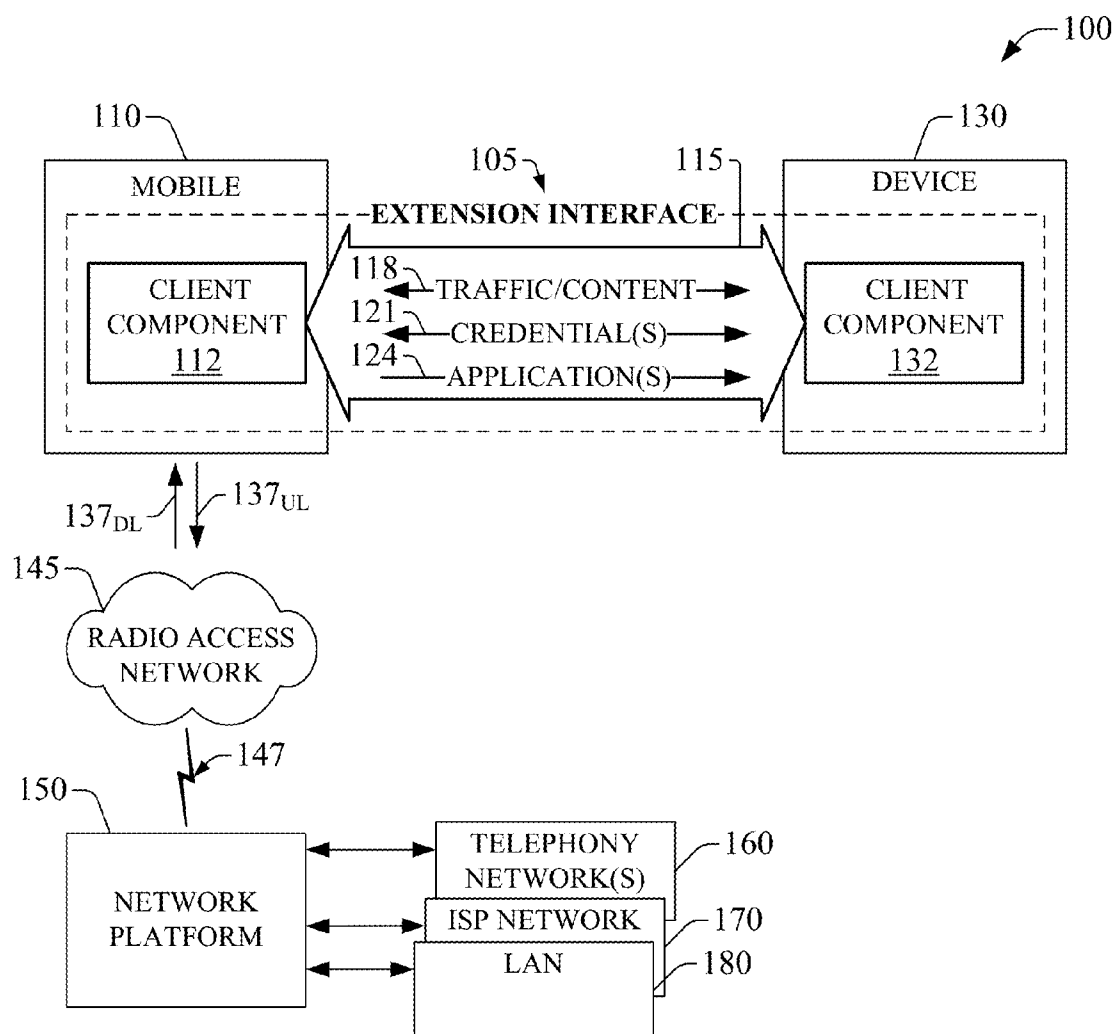 100
110
130
105
115
MOBILE
DEVICE
EXTENSION INTERFACE
118
TRAFFIC/CONTENT
121
CREDENTIAL(S)
124
APPLICATION(S)
CLIENT
COMPONENT
112
CLIENT
COMPONENT
132
137DL
137UL
145
RADIO ACCESS
NETWORK
147
150
NETWORK
PLATFORM
TELEPHONY
NETWORK(S)
160
ISP NETWORK
170
LAN
180